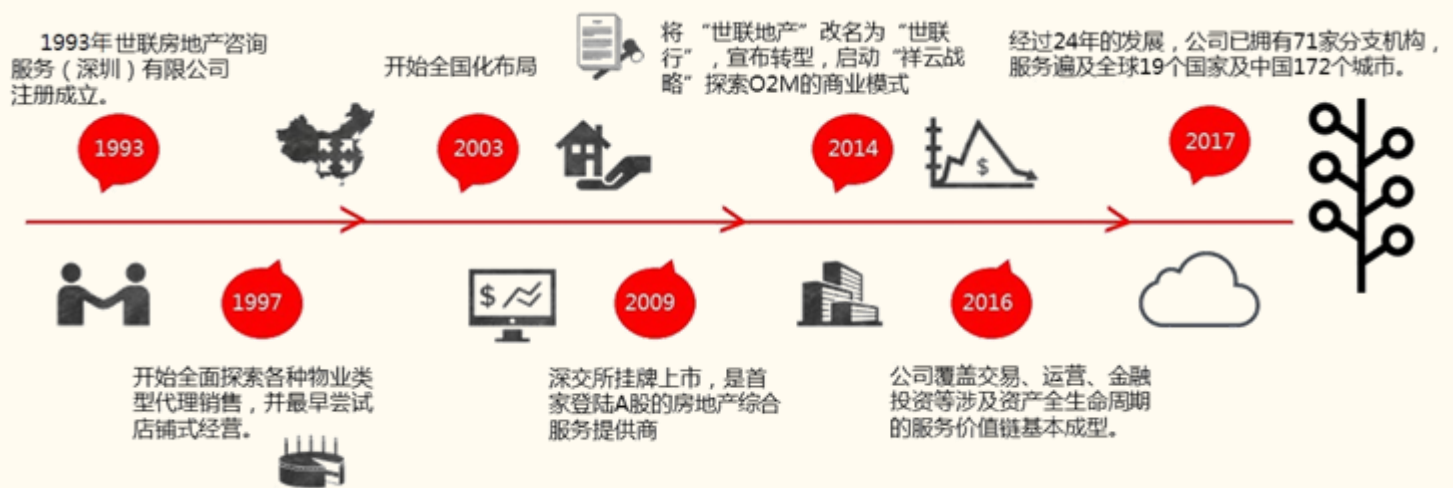 1993年世联房地产咨询
服务（深圳）有限公司
注册成立。
1993
1997
开始全面探索各种物业类
型代理销售，并最早尝试
店铺式经营。
开始全国化布局
2003
2009
深交所挂牌上市，是首
家登陆A股的房地产综合
服务提供商
将 “世联地产” 改名为 “世联
行” ，宣布转型，启动 “祥云战
略” 探索O2M的商业模式
2014
$
$
2016
公司覆盖交易、运营、金融
投资等涉及资产全生命周期
的服务价值链基本成型。
经过24年的发展，公司已拥有71家分支机构，
服务遍及全球19个国家及中国172个城市。
2017